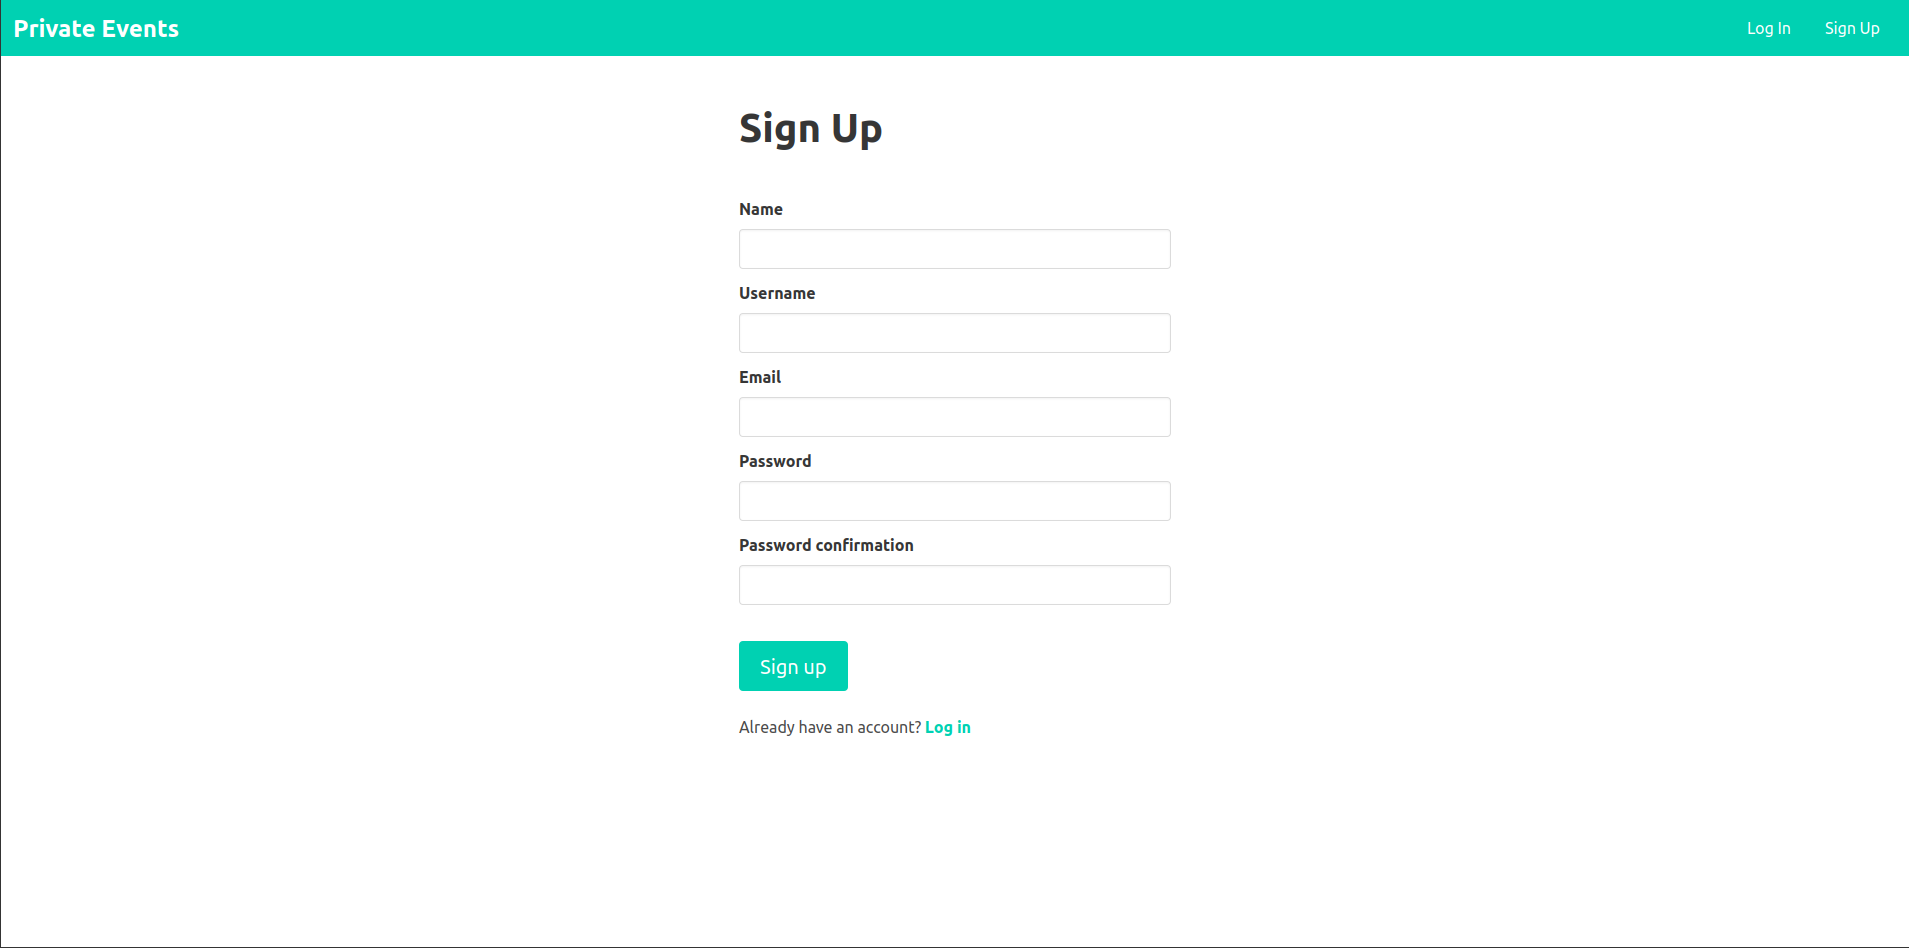 Private Events
Log In
Sign Up
Sign Up
Name
Username
Email
Password
Password confirmation
Sign up
Already have an account? Log in